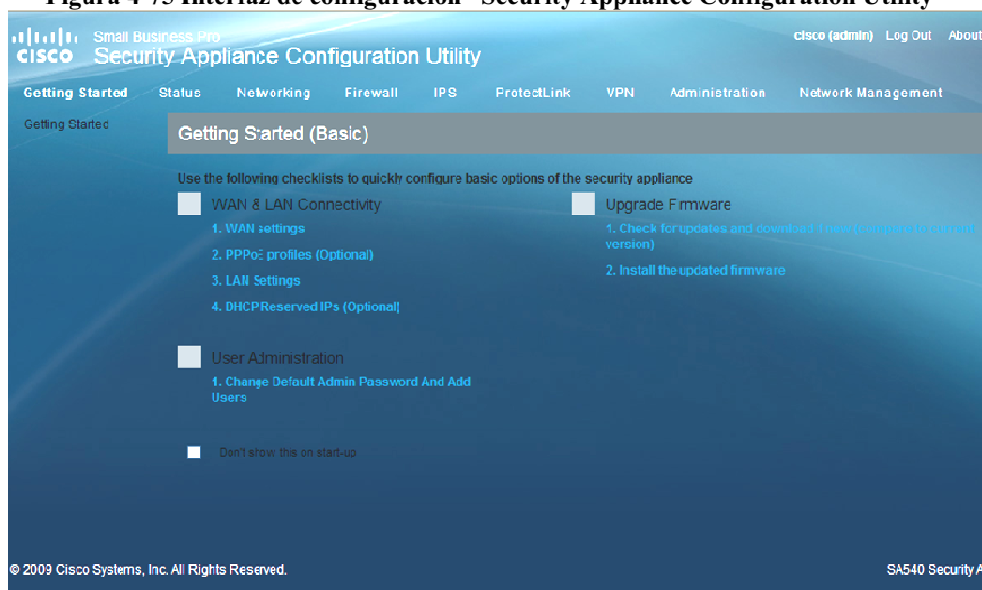 Figura 4-73 Interfaz de configuración "Security Appliance Configuration Utility"
Small Business Pro
CISCO Security Appliance Configuration Utility
cisco (admin) Log Out About
Getting Started Status Networking Firewall IPS ProtectLink VPN Administration Network Management
Getting Started
Getting Started (Basic)
Use the following checklists to quickly configure basic options of the security appliance
WAN & LAN Connectivity
1. WAN settings
2. PPPoE profiles (Optional)
3. LAN Settings
4. DHCP Reserved IPs (Optional)
Upgrade Firmware
1. Check for updates and download
version)
2. Install the updated firmware
User Administration
1. Change Default Admin Password And Add
Users
Don't show this on start-up
© 2009 Cisco Systems, Inc. All Rights Reserved.
SA540 Security A